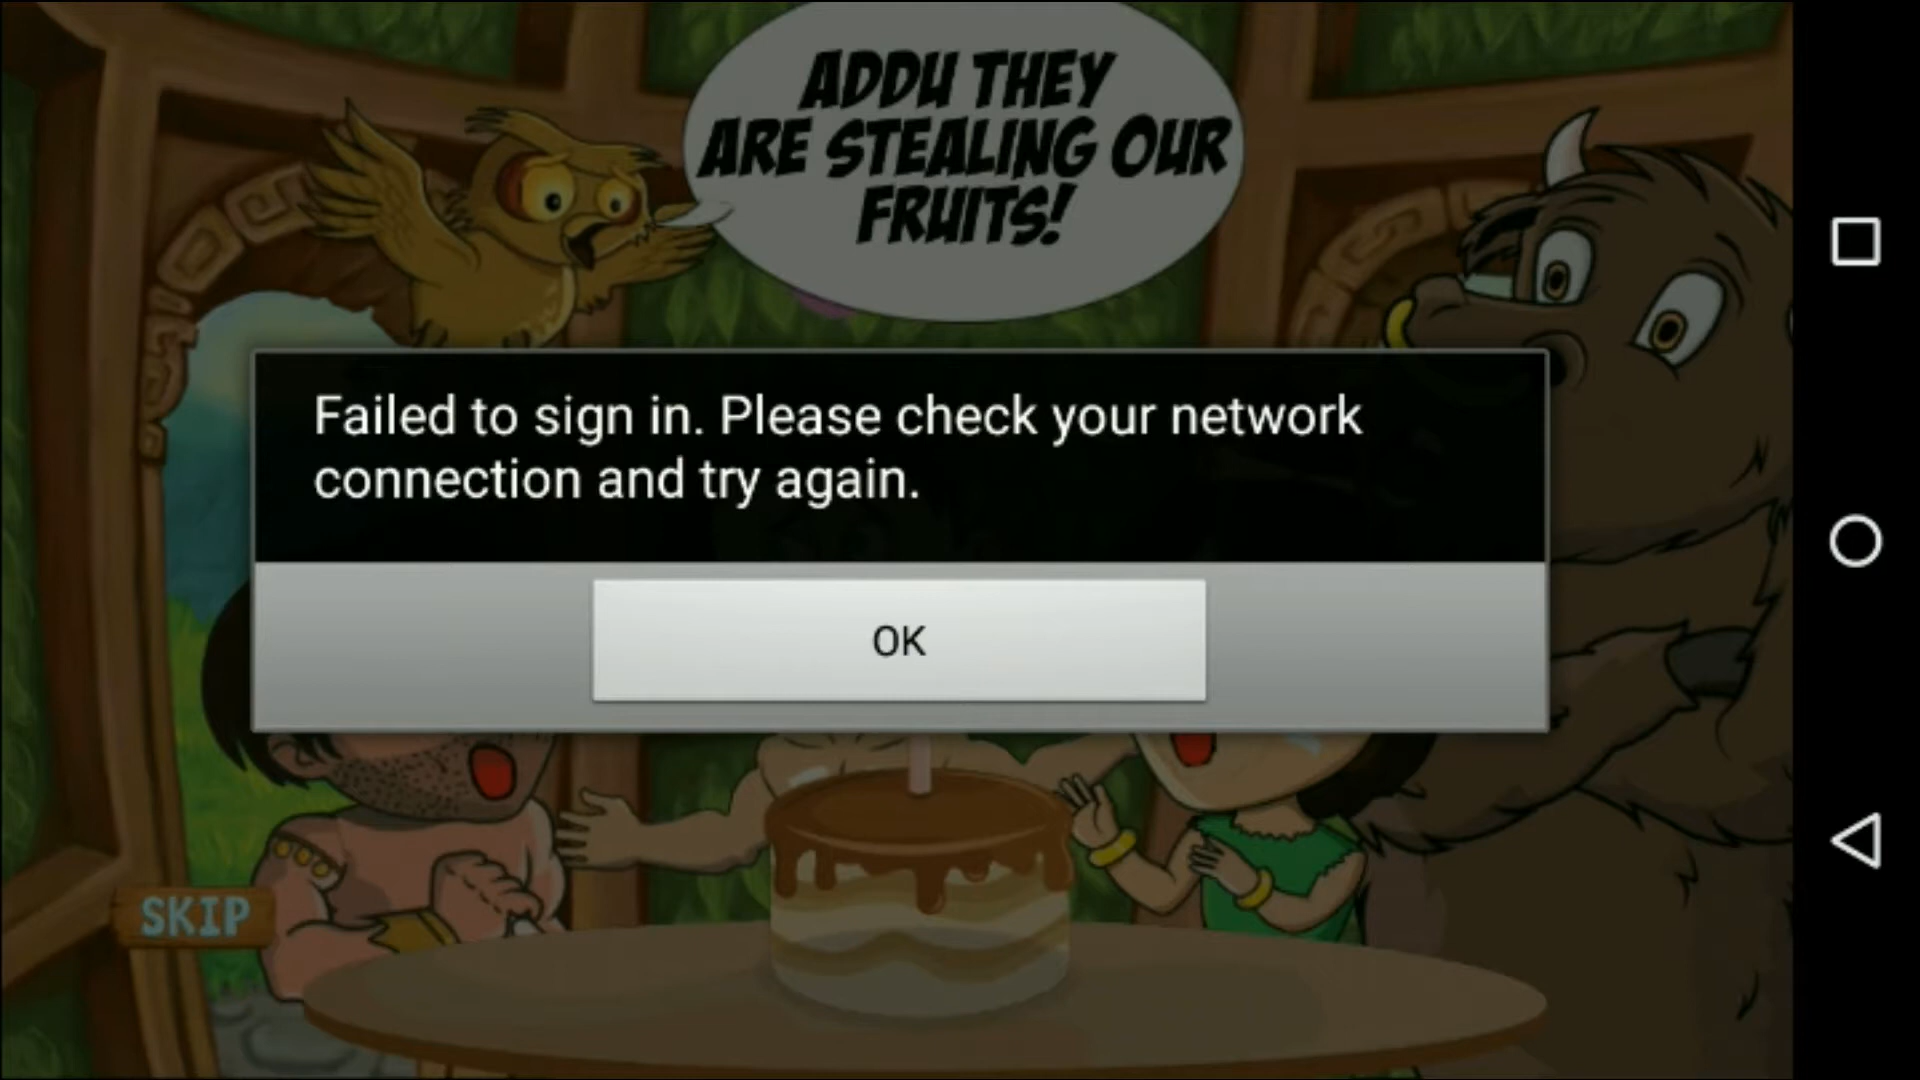 ADDU THEY
ARE STEALING OUR
FRUITS!
Failed to sign in. Please check your network
connection and try again.
OK
SKIP